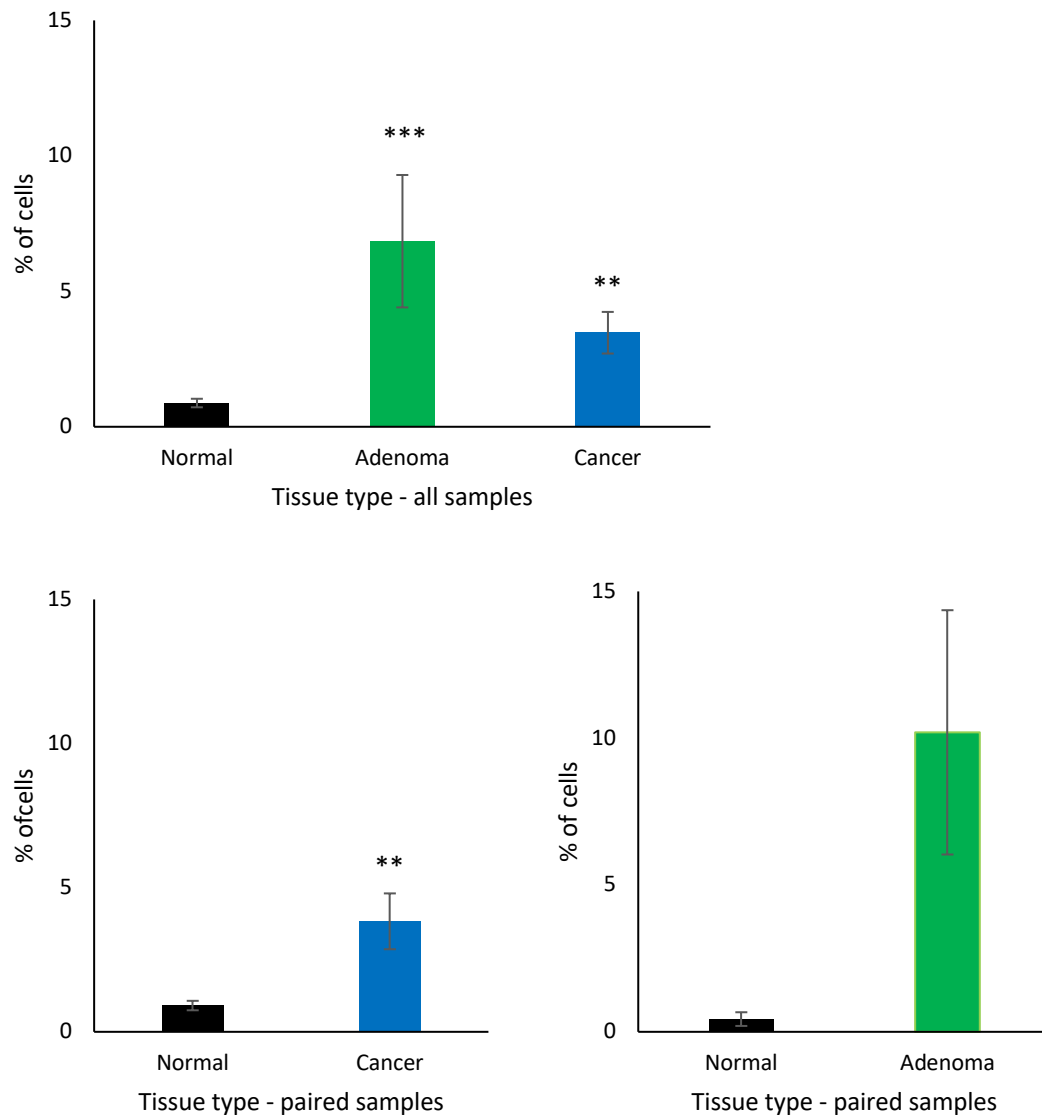 15
***
10
% of cells
**
5
0
Normal Adenoma Cancer
Tissue type - all samples
15
10
% ofcells
**
5
0
Normal Cancer
Tissue type - paired samples
15
10
% of cells
5
0
Normal Adenoma
Tissue type - paired samples